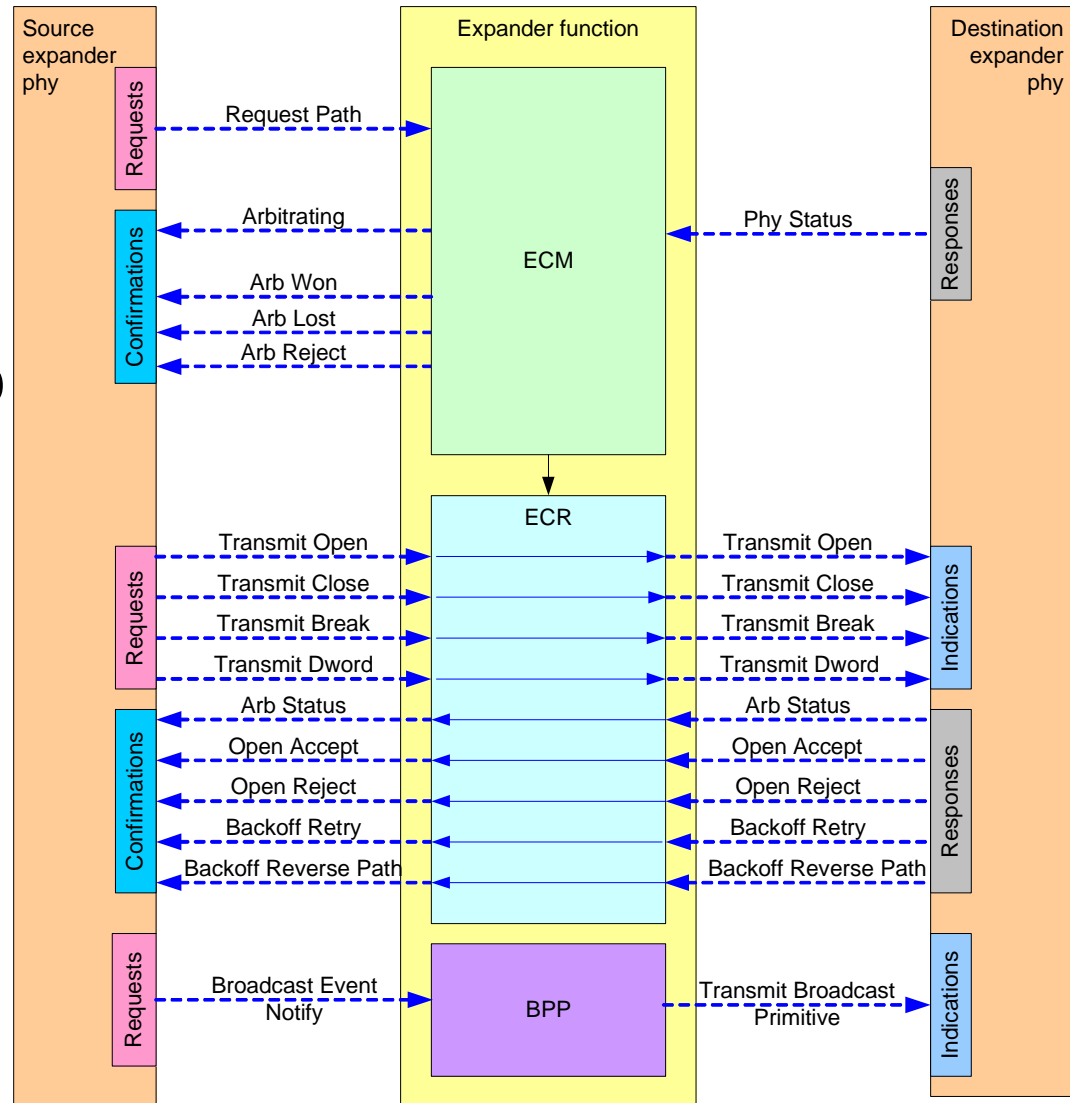 Source
expander
phy
Expander function
Destination
expander
phy
Requests
Request Path
Confirmations
Arbitrating
Arb Won
Arb Lost
Arb Reject
ECM
Phy Status
Responses
)
ECR
Requests
Transmit Open
Transmit Close
Transmit Break
Transmit Dword
Transmit Open
Transmit Close
Transmit Break
Transmit Dword
Indications
Confirmations
Arb Status
Open Accept
Open Reject
Backoff Retry
Backoff Reverse Path
Arb Status
Open Accept
Open Reject
Backoff Retry
Backoff Reverse Path
Responses
Requests
Broadcast Event
Notify
BPP
Transmit Broadcast
Primitive
Indications